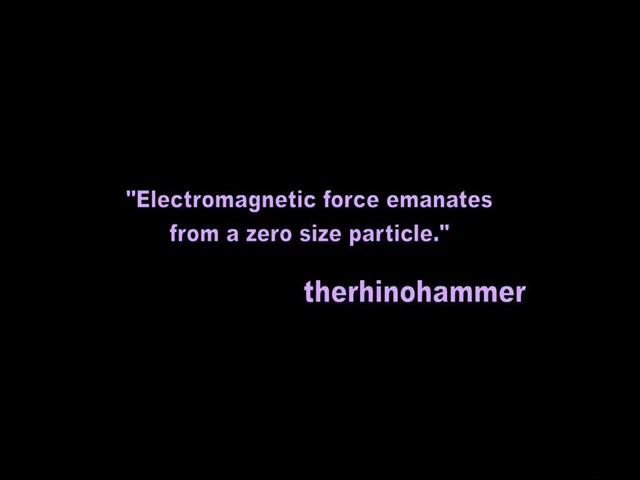 "Electromagnetic force emanates
from a zero size particle."
therhinohammer